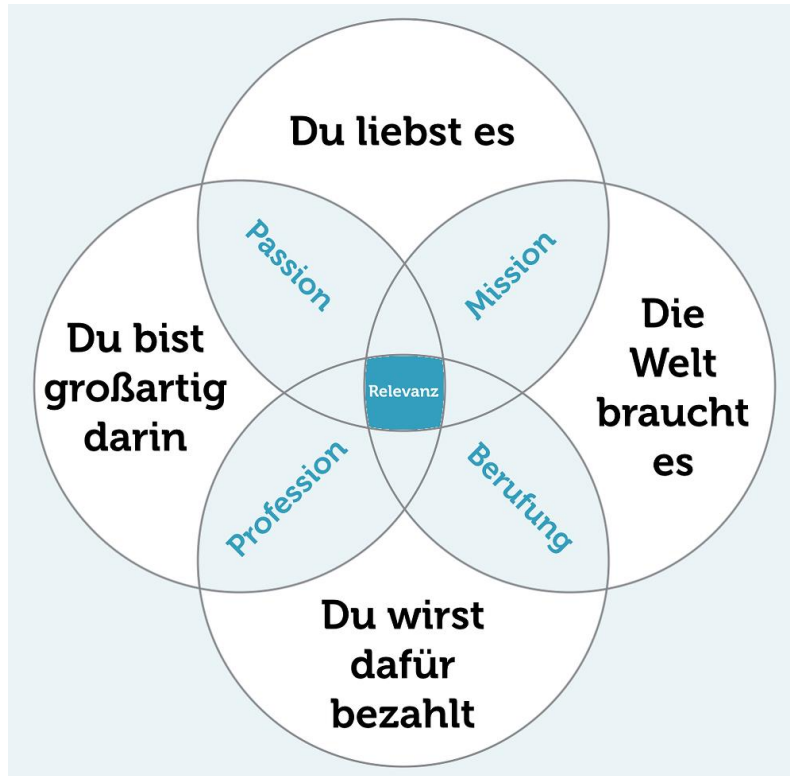 Du liebst es
Passion
Mission
Du bist
großartig
darin
Die
Welt
braucht
es
Relevanz
Profession
Berufung
Du wirst
dafür
bezahlt